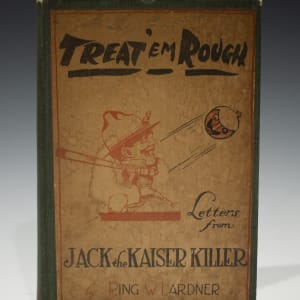 TREAT 'EM ROUGH
Letters
from
JACK the KAISER KILLER
RING W. LARDNER